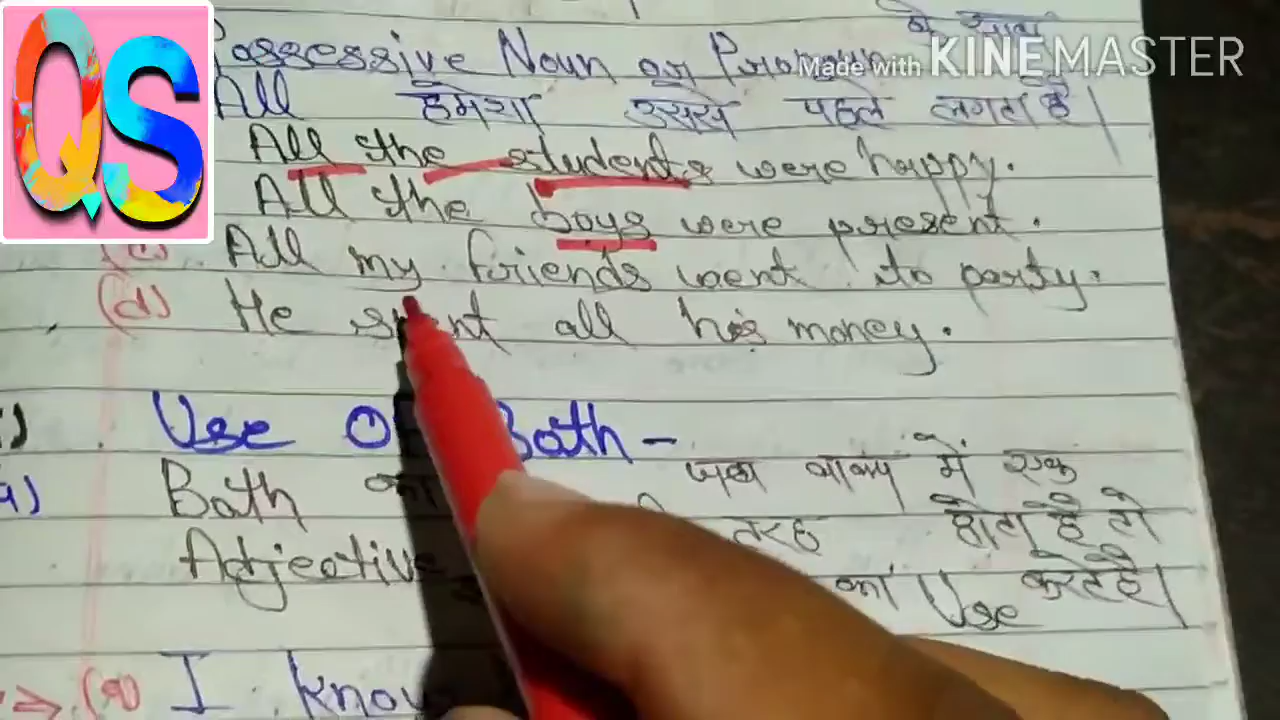 QS
Made with KINEMASTER
के साथ
Possessive Noun or Pronoun
All हमेशा उससे पहले लगता है।
All the students were happy.
All the boys were present.
(c) All my friends went to party.
(d) He spent all his money.
Use Of Both -
Both का जब वाक्य में एक
Adjective की तरह होता है तो
का Use करते है।
(a) I know